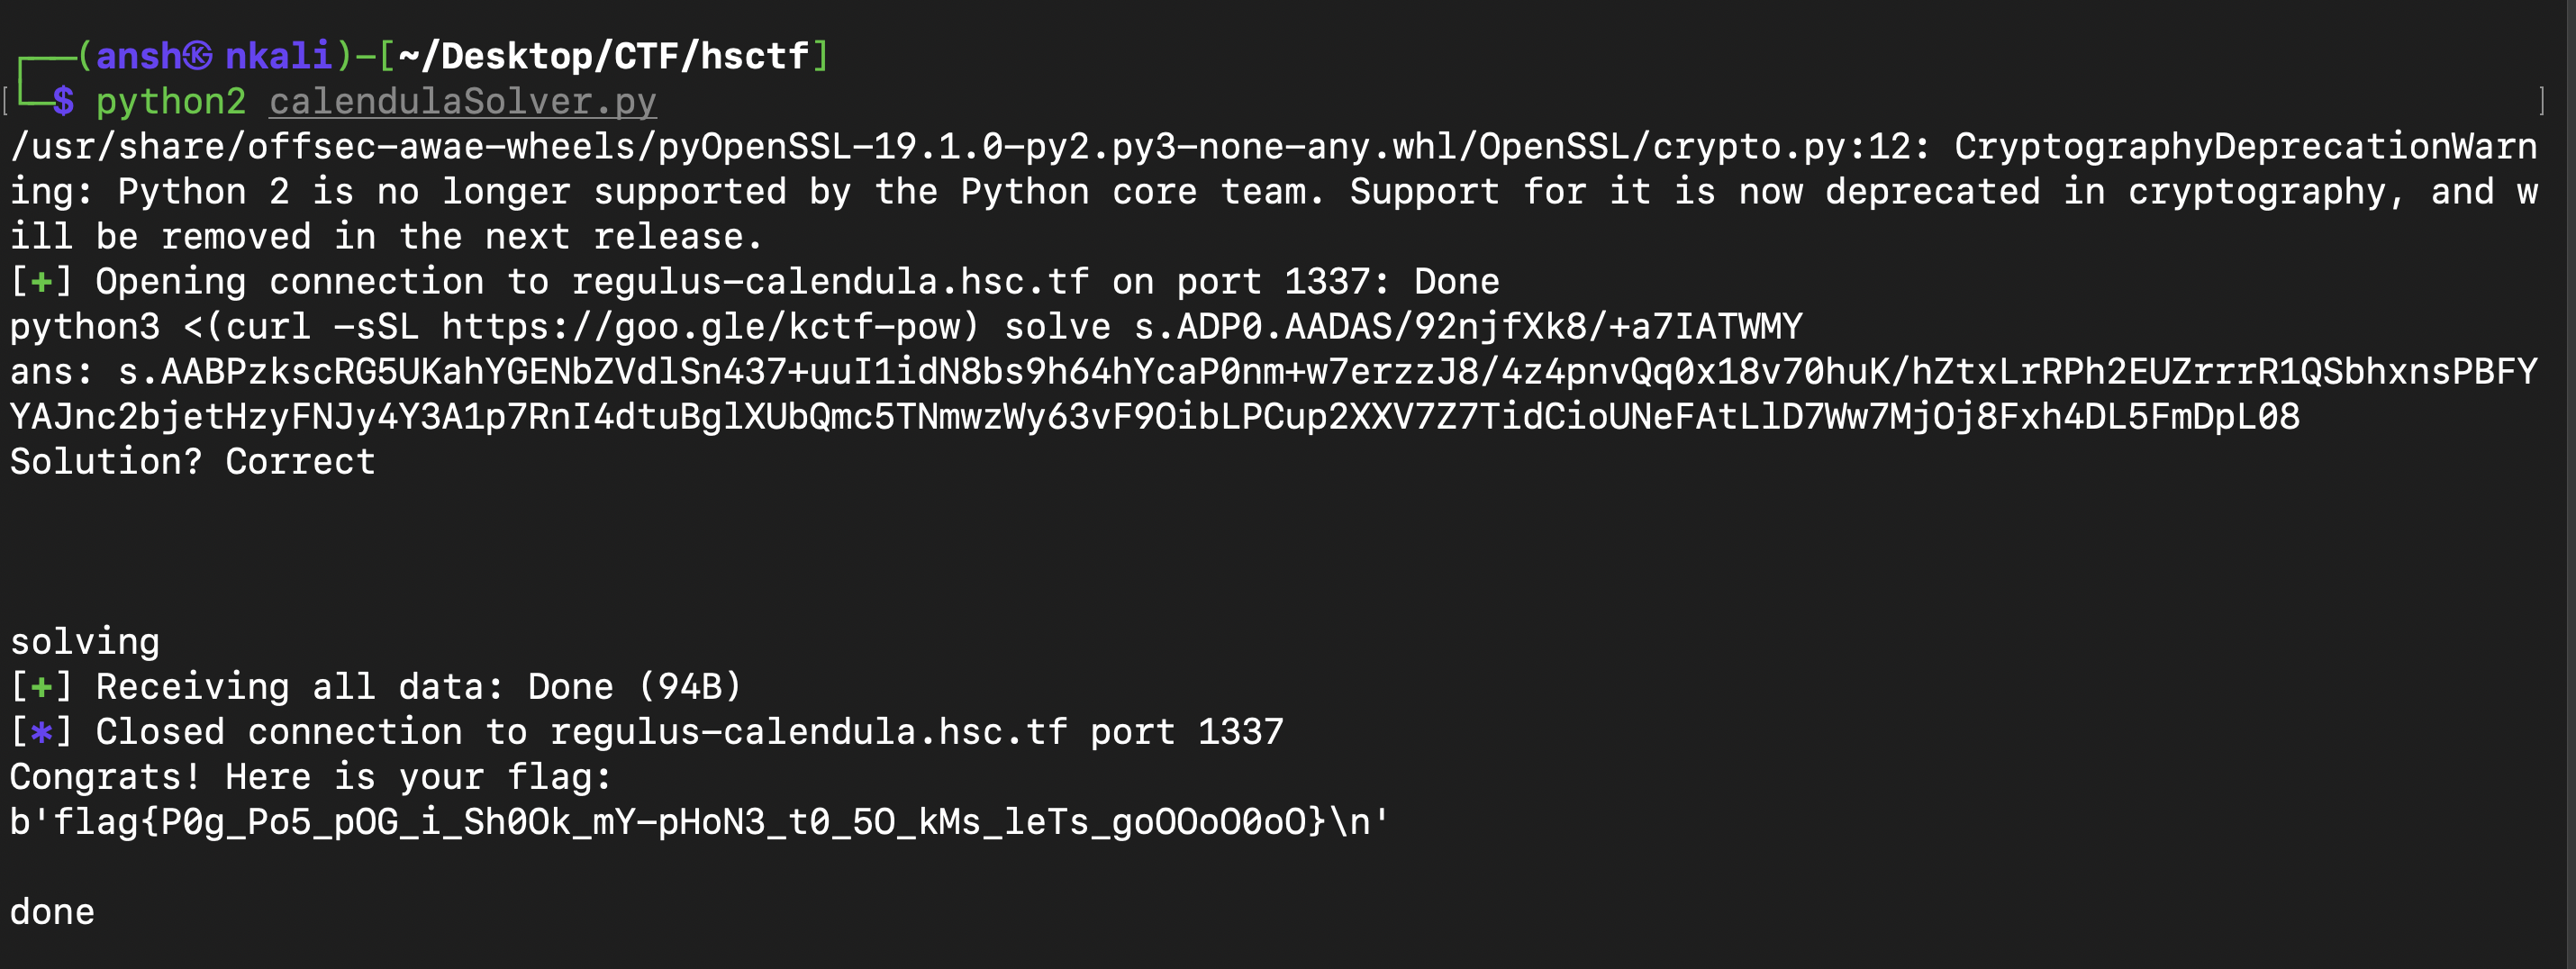 ┌──(ansh㉿nkali)-[~/Desktop/CTF/hsctf]
[└─$ python2 calendulaSolver.py ]
/usr/share/offsec-awae-wheels/pyOpenSSL-19.1.0-py2.py3-none-any.whl/OpenSSL/crypto.py:12: CryptographyDeprecationWarn
ing: Python 2 is no longer supported by the Python core team. Support for it is now deprecated in cryptography, and w
ill be removed in the next release.
[+] Opening connection to regulus-calendula.hsc.tf on port 1337: Done
python3 <(curl -sSL https://goo.gle/kctf-pow) solve s.ADP0.AADAS/92njfXk8/+a7IATWMY
ans: s.AABPzkscRG5UKahYGENbZVdlSn437+uuI1idN8bs9h64hYcaP0nm+w7erzzJ8/4z4pnvQq0x18v70huK/hZtxLrRPh2EUZrrrR1QSbhxnsPBFY
YAJnc2bjetHzyFNJy4Y3A1p7RnI4dtuBglXUbQmc5TNmwzWy63vF9OibLPCup2XXV7Z7TidCioUNeFAtLlD7Ww7MjOj8Fxh4DL5FmDpL08
Solution? Correct
solving
[+] Receiving all data: Done (94B)
[*] Closed connection to regulus-calendula.hsc.tf port 1337
Congrats! Here is your flag:
b'flag{P0g_Po5_pOG_i_Sh0Ok_mY-pHoN3_t0_5O_kMs_leTs_goOOoO0oO}\n'
done